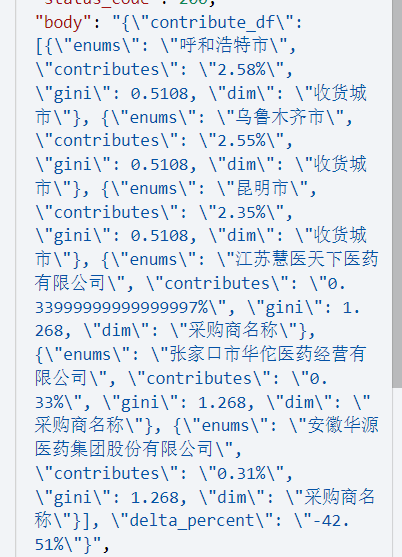 "status_code": 200,
"body": "{\"contribute_df\":
[{\"enums\": \"呼和浩特市\",
\"contributes\": \"2.58%\",
\"gini\": 0.5108, \"dim\": \"收货城
市\"}, {\"enums\": \"乌鲁木齐市\",
\"contributes\": \"2.55%\",
\"gini\": 0.5108, \"dim\": \"收货城
市\"}, {\"enums\": \"昆明市\",
\"contributes\": \"2.35%\",
\"gini\": 0.5108, \"dim\": \"收货城
市\"}, {\"enums\": \"江苏慧医天下医药
有限公司\", \"contributes\": \"0.
33999999999999997%\", \"gini\": 1.
268, \"dim\": \"采购商名称\"},
{\"enums\": \"张家口市华佗医药经营有
限公司\", \"contributes\": \"0.
33%\", \"gini\": 1.268, \"dim\": \"
采购商名称\"}, {\"enums\": \"安徽华源
医药集团股份有限公司\",
\"contributes\": \"0.31%\",
\"gini\": 1.268, \"dim\": \"采购商名
称\"}], \"delta_percent\": \"-42.
51%\"}",